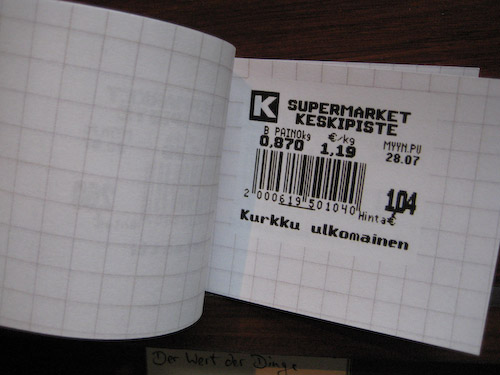 K SUPERMARKET
KESKIPISTE
B PAINOkg €/kg MYYN.PV
0,870 1,19 28.07
2 000619 501040
1,04
Hinta€
Kurkku ulkomainen
Der Wert der Dinge